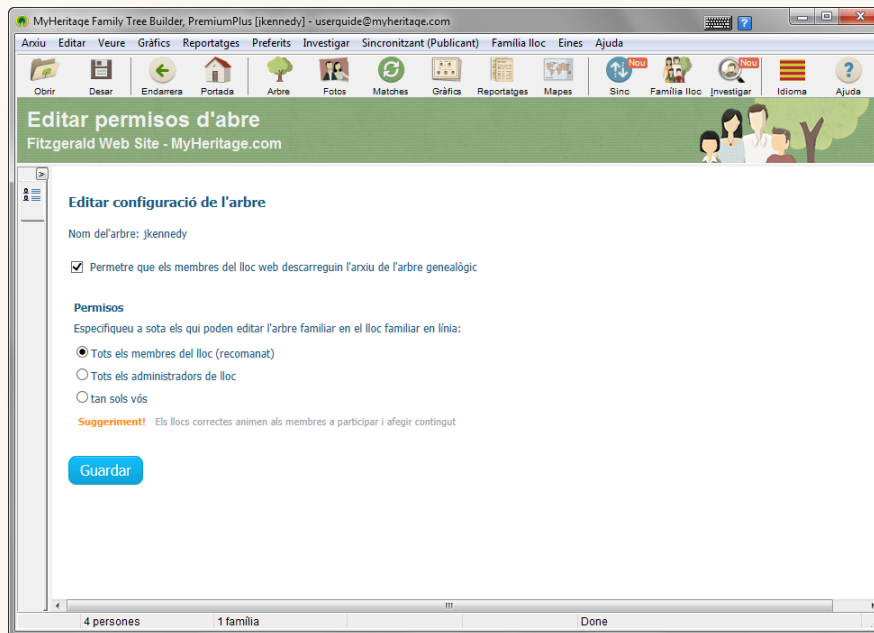 MyHeritage Family Tree Builder, PremiumPlus [jkennedy] - userguide@myheritage.com
Arxiu Editar Veure Gràfics Reportatges Preferits Investigar Sincronitzant (Publicant) Família lloc Eines Ajuda
Nou Nou
Obrir Desar Endarrera Portada Arbre Fotos Matches Gràfics Reportatges Mapes Sinc Família lloc Investigar Idioma Ajuda
Editar permisos d'abre
Fitzgerald Web Site - MyHeritage.com
Editar configuració de l'arbre
Nom del'arbre: jkennedy
Permetre que els membres del lloc web descarreguin l'arxiu de l'arbre genealògic
Permisos
Especifiqueu a sota els qui poden editar l'arbre familiar en el lloc familiar en línia:
Tots els membres del lloc (recomanat)
Tots els administradors de lloc
tan sols vós
Suggeriment! Els llocs correctes animen als membres a participar i afegir contingut
Guardar
4 persones 1 família Done